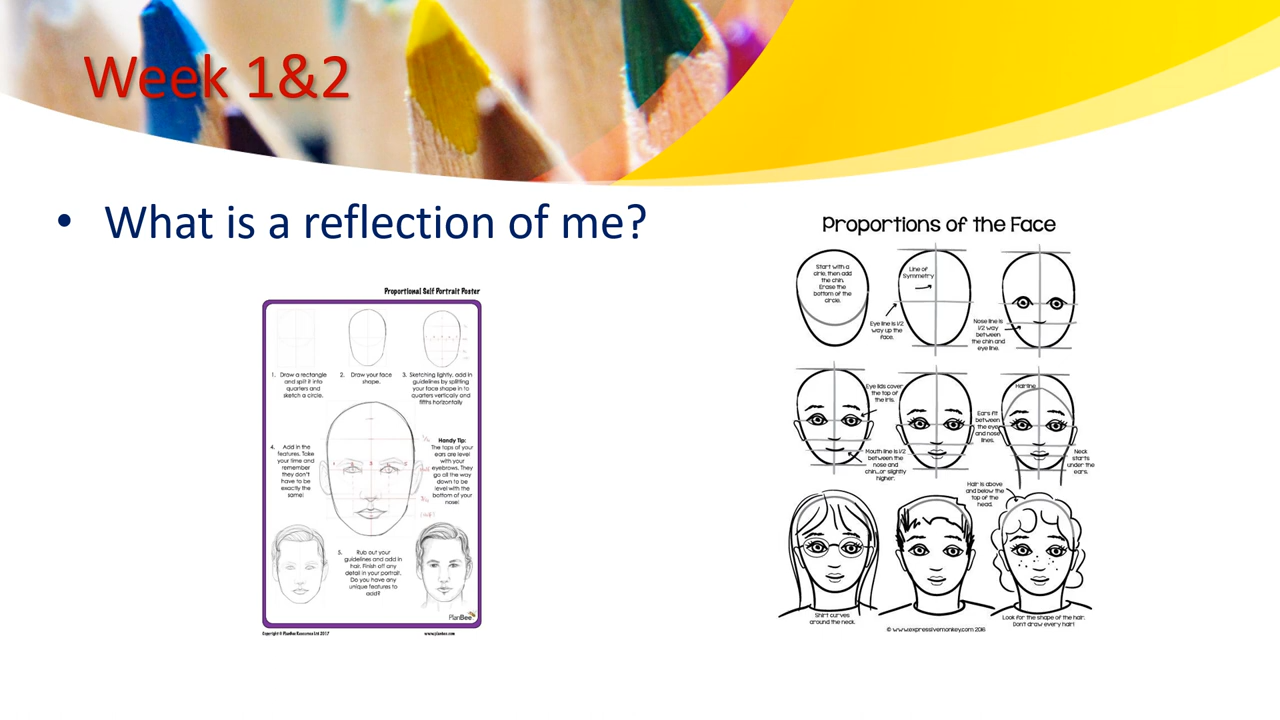 Week 1&2
• What is a reflection of me?
Proportional Self Portrait Poster
1. Draw a rectangle
and split it into
quarters and
sketch a circle.
2. Draw your face
shape.
3. Sketching lightly, add in
guidelines by splitting
your face shape in to
quarters vertically and
fifths horizontally
4. Add in the
features. Take
your time and
remember
they don't
have to be
exactly the
same!
Handy Tip:
The tops of your
ears are level
with your
eyebrows. They
go all the way
down to be
level with the
bottom of your
nose!
5. Rub out your
guidelines and add in
hair. Finish off any
detail in your portrait.
Do you have any
unique features to
add?
PlanBee
Copyright © PlanBee Resources Ltd 2017
www.planbee.com
Proportions of the Face
Start with a
circle, then add
the chin.
Erase the
bottom of the
circle.
Line of
Symmetry
Eye line is 1/2
way up the
face.
Nose line is
1/2 way
between
the chin and
eye line.
Eye lids cover
the top of
the iris.
Mouth line is 1/2
between the
nose and
chin...or slightly
higher.
Hairline
Ears fit
between
the eye
and nose
lines.
Neck
starts
under the
ears.
Hair is above
and below the
top of the
head.
Shirt curves
around the neck.
Look for the shape of the hair.
Don't draw every hair!
© www.expressivemonkey.com 2016